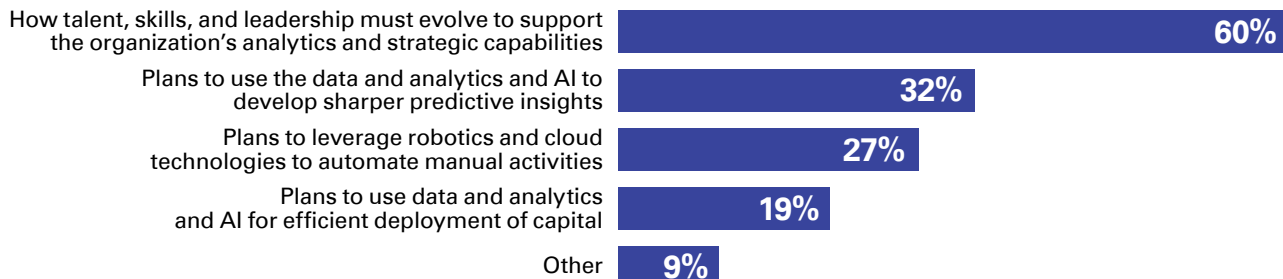 How talent, skills, and leadership must evolve to support
the organization’s analytics and strategic capabilities
60%
Plans to use the data and analytics and AI to
develop sharper predictive insights
32%
Plans to leverage robotics and cloud
technologies to automate manual activities
27%
Plans to use data and analytics
and AI for efficient deployment of capital
19%
Other
9%